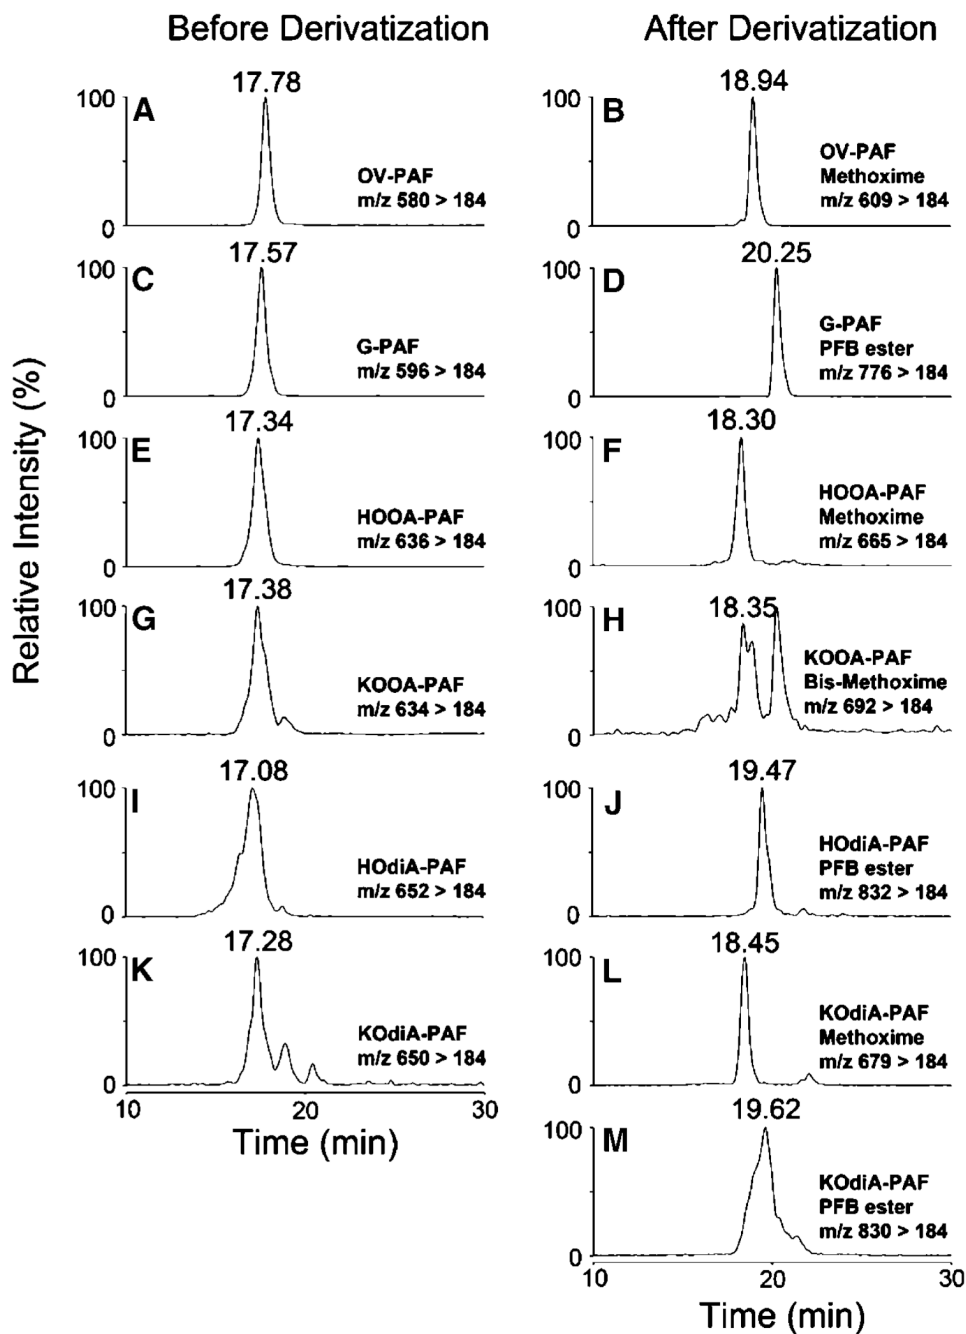 Before Derivatization
After Derivatization
Relative Intensity (%)
A
17.78
100
0
OV-PAF
m/z 580 > 184
B
18.94
100
0
OV-PAF
Methoxime
m/z 609 > 184
C
17.57
100
0
G-PAF
m/z 596 > 184
D
20.25
100
0
G-PAF
PFB ester
m/z 776 > 184
E
17.34
100
0
HOOA-PAF
m/z 636 > 184
F
18.30
100
0
HOOA-PAF
Methoxime
m/z 665 > 184
G
17.38
100
0
KOOA-PAF
m/z 634 > 184
H
18.35
100
0
KOOA-PAF
Bis-Methoxime
m/z 692 > 184
I
17.08
100
0
HOdiA-PAF
m/z 652 > 184
J
19.47
100
0
HOdiA-PAF
PFB ester
m/z 832 > 184
K
17.28
100
0
KOdiA-PAF
m/z 650 > 184
10 20 30
Time (min)
L
18.45
100
0
KOdiA-PAF
Methoxime
m/z 679 > 184
M
19.62
100
0
KOdiA-PAF
PFB ester
m/z 830 > 184
10 20 30
Time (min)